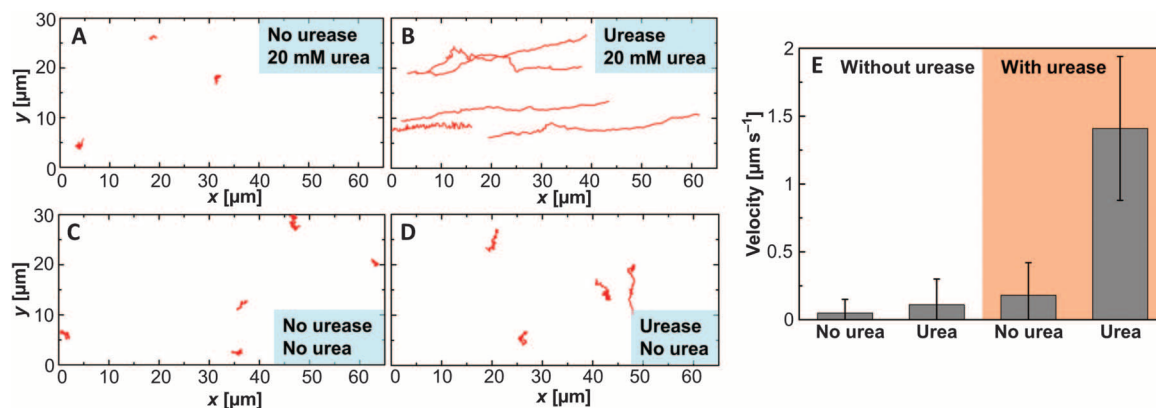 A
No urease
20 mM urea
30
20
10
0
y [µm]
0 10 20 30 40 50 60
x [µm]
B
Urease
20 mM urea
0 10 20 30 40 50 60
x [µm]
C
No urease
No urea
30
20
10
0
y [µm]
0 10 20 30 40 50 60
x [µm]
D
Urease
No urea
0 10 20 30 40 50 60
x [µm]
E
Without urease
With urease
2
1.5
1
0.5
0
Velocity [µm s⁻¹]
No urea Urea No urea Urea